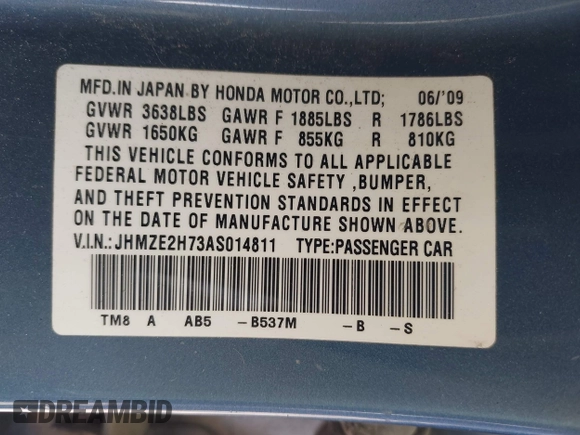 MFD.IN JAPAN BY HONDA MOTOR CO.,LTD; 06/'09
GVWR 3638LBS GAWR F 1885LBS R 1786LBS
GVWR 1650KG GAWR F 855KG R 810KG
THIS VEHICLE CONFORMS TO ALL APPLICABLE
FEDERAL MOTOR VEHICLE SAFETY ,BUMPER,
AND THEFT PREVENTION STANDARDS IN EFFECT
ON THE DATE OF MANUFACTURE SHOWN ABOVE.
V.I.N.: JHMZE2H73AS014811 TYPE:PASSENGER CAR
TM8 A AB5 -B537M -B -S
DREAMBID